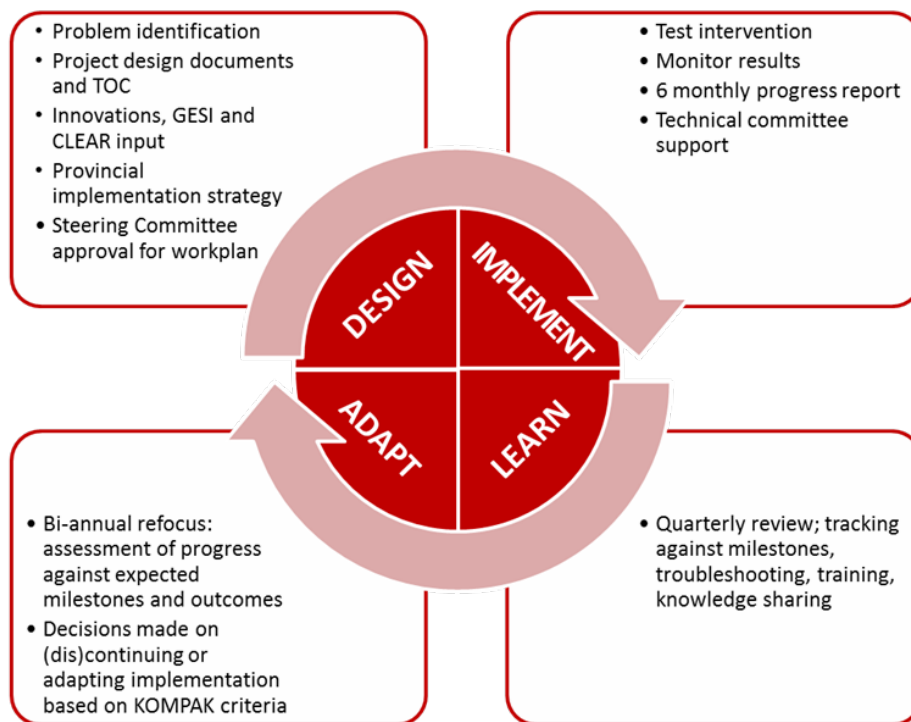 • Problem identification
• Project design documents
and TOC
• Innovations, GESI and
CLEAR input
• Provincial
implementation strategy
• Steering Committee
approval for workplan
• Test intervention
• Monitor results
• 6 monthly progress report
• Technical committee
support
DESIGN
IMPLEMENT
ADAPT
LEARN
• Bi-annual refocus:
assessment of progress
against expected
milestones and outcomes
• Decisions made on
(dis)continuing or
adapting implementation
based on KOMPAK criteria
• Quarterly review; tracking
against milestones,
troubleshooting, training,
knowledge sharing